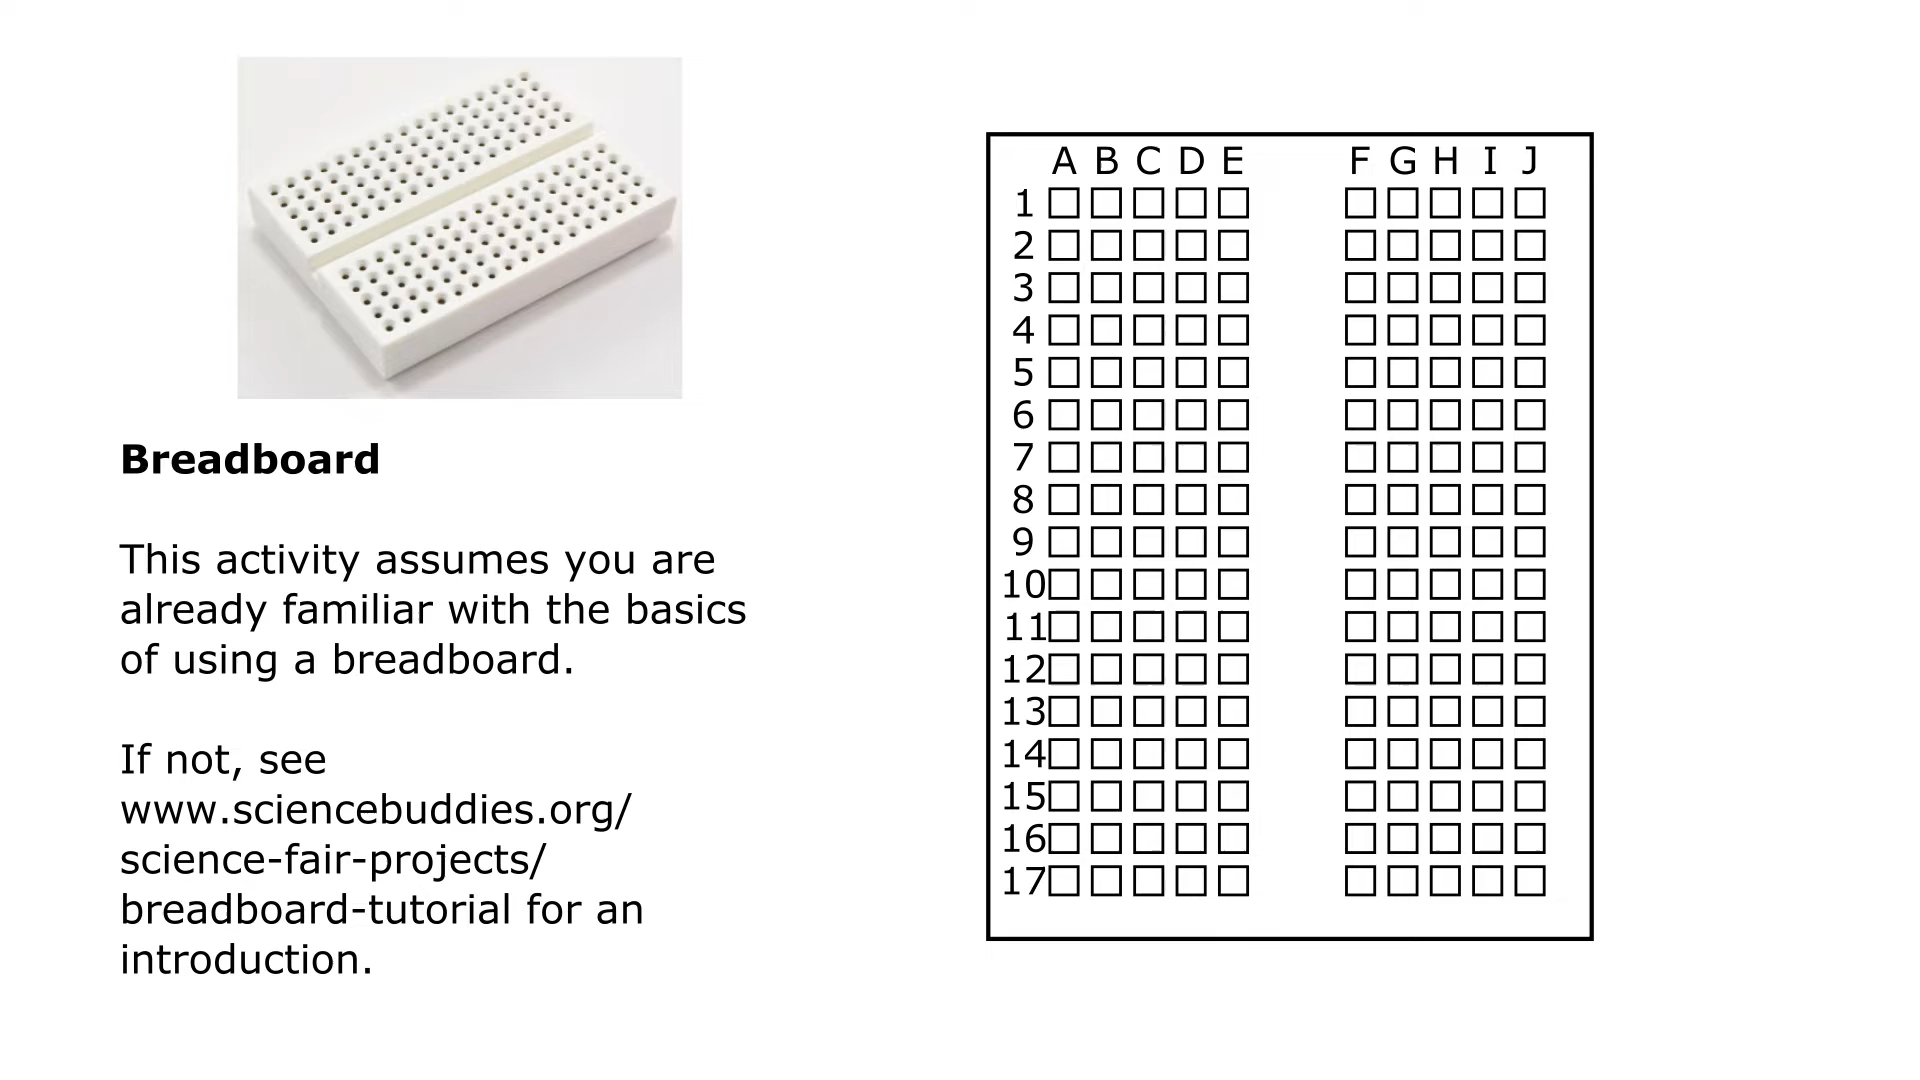 Breadboard
This activity assumes you are
already familiar with the basics
of using a breadboard.
If not, see
www.sciencebuddies.org/
science-fair-projects/
breadboard-tutorial for an
introduction.
A B C D E F G H I J
1
2
3
4
5
6
7
8
9
10
11
12
13
14
15
16
17